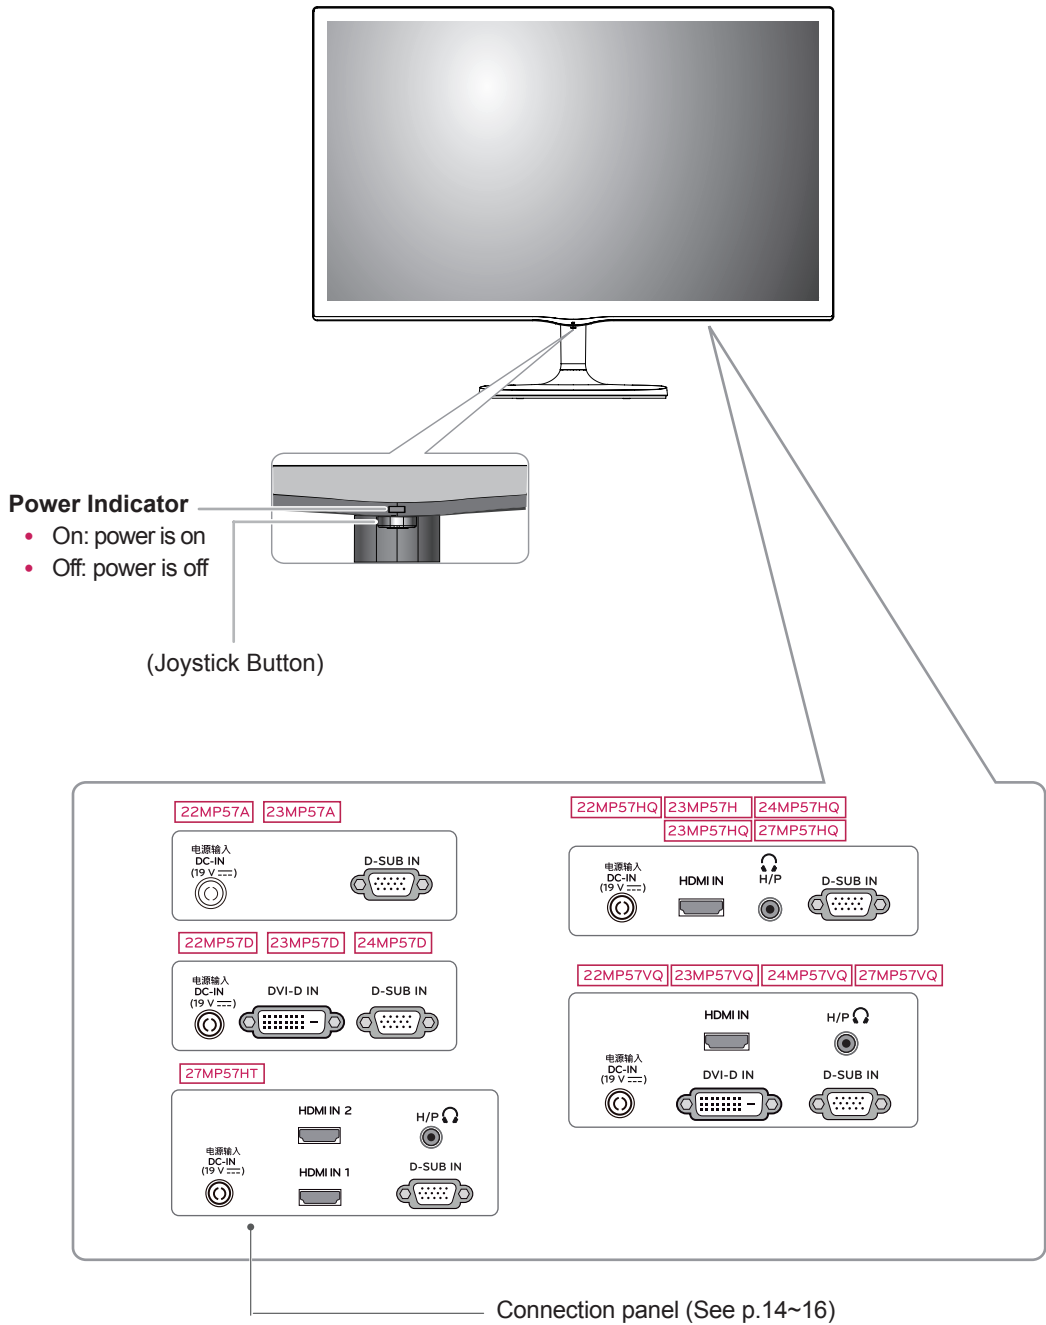 Power Indicator
• On: power is on
• Off: power is off
(Joystick Button)
22MP57A 23MP57A
电源输入
DC-IN
(19 V ⎓)
D-SUB IN
22MP57D 23MP57D 24MP57D
电源输入
DC-IN
(19 V ⎓)
DVI-D IN
D-SUB IN
27MP57HT
HDMI IN 2
H/P
电源输入
DC-IN
(19 V ⎓)
HDMI IN 1
D-SUB IN
22MP57HQ 23MP57H 24MP57HQ
23MP57HQ 27MP57HQ
电源输入
DC-IN
(19 V ⎓)
HDMI IN
H/P
D-SUB IN
22MP57VQ 23MP57VQ 24MP57VQ 27MP57VQ
HDMI IN
H/P
电源输入
DC-IN
(19 V ⎓)
DVI-D IN
D-SUB IN
Connection panel (See p.14~16)